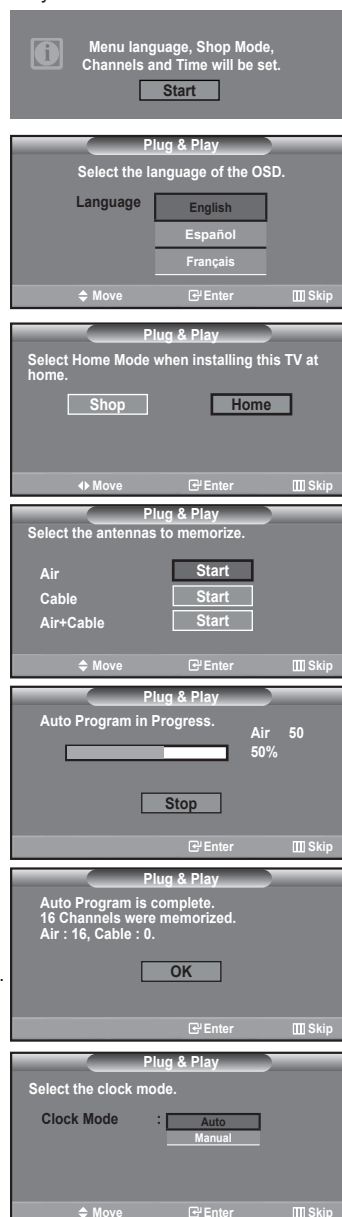 Menu language, Shop Mode,
Channels and Time will be set.
Start
Plug & Play
Select the language of the OSD.
Language
English
Español
Français
Move Enter Skip
Plug & Play
Select Home Mode when installing this TV at
home.
Shop Home
Move Enter Skip
Plug & Play
Select the antennas to memorize.
Air Start
Cable Start
Air+Cable Start
Move Enter Skip
Plug & Play
Auto Program in Progress.
Air 50
50%
Stop
Enter Skip
Plug & Play
Auto Program is complete.
16 Channels were memorized.
Air : 16, Cable : 0.
OK
Enter Skip
Plug & Play
Select the clock mode.
Clock Mode : Auto
Manual
Move Enter Skip